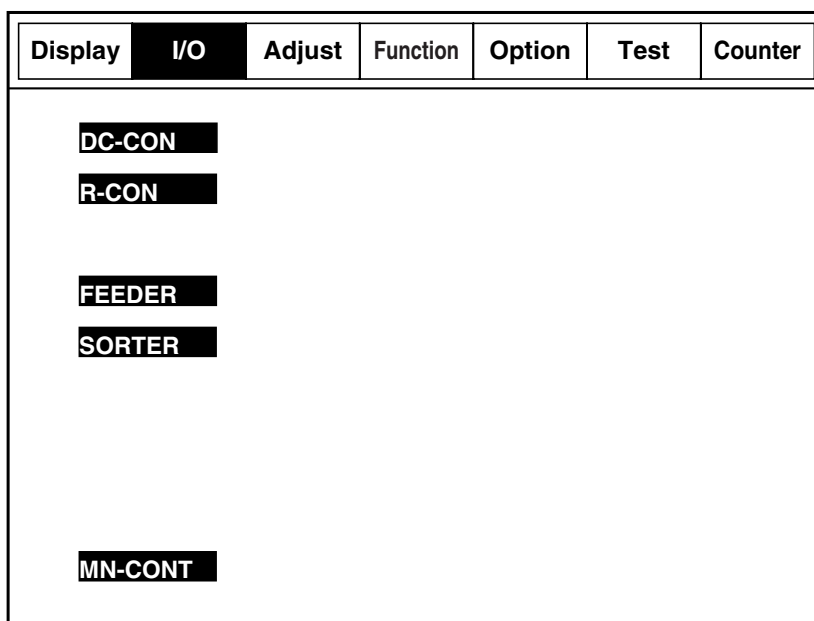 Display I/O Adjust Function Option Test Counter
DC-CON
R-CON
FEEDER
SORTER
MN-CONT